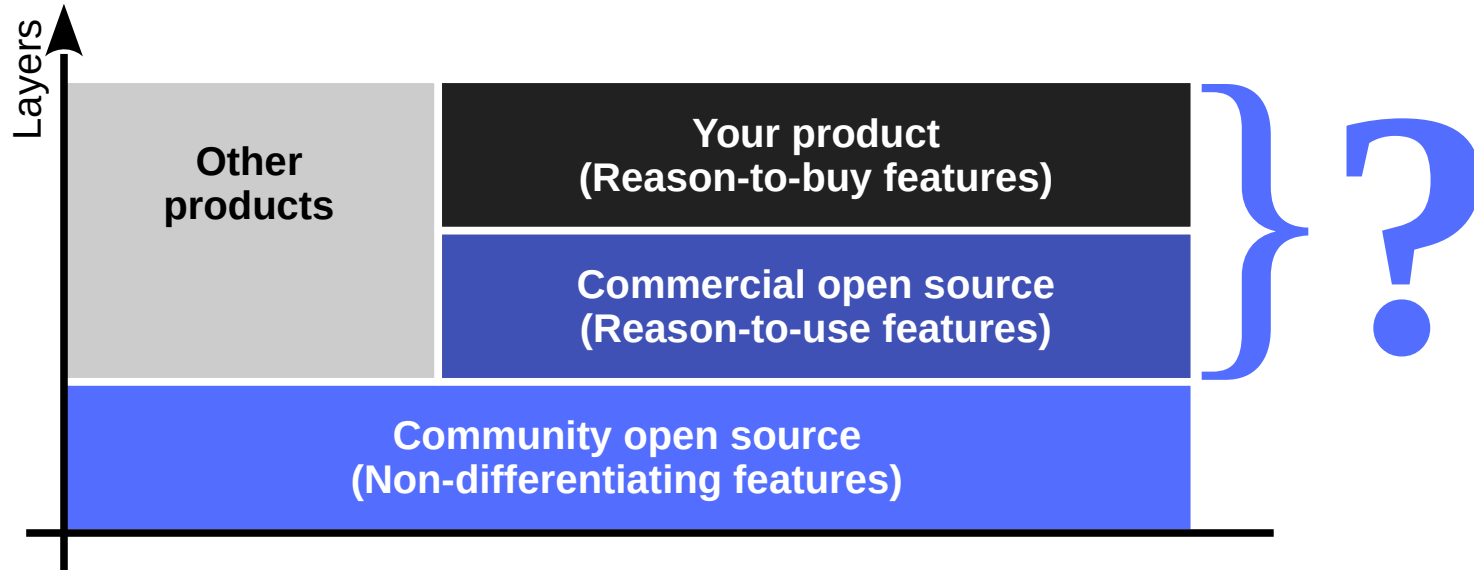 Layers
Other
products
Your product
(Reason-to-buy features)
Commercial open source
(Reason-to-use features)
Community open source
(Non-differentiating features)
}
?